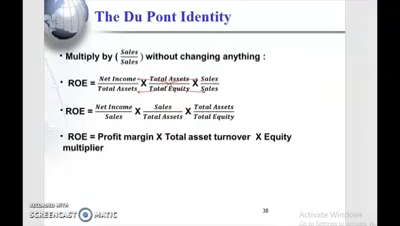 The Du Pont Identity
• Multiply by ( Sales/Sales ) without changing anything :
• ROE = Net Income/Total Assets X Total Assets/Total Equity X Sales/Sales
• ROE = Net Income/Sales X Sales/Total Assets X Total Assets/Total Equity
• ROE = Profit margin X Total asset turnover X Equity
multiplier
RECORDED WITH
SCREENCAST MATIC
38
Activate Windows